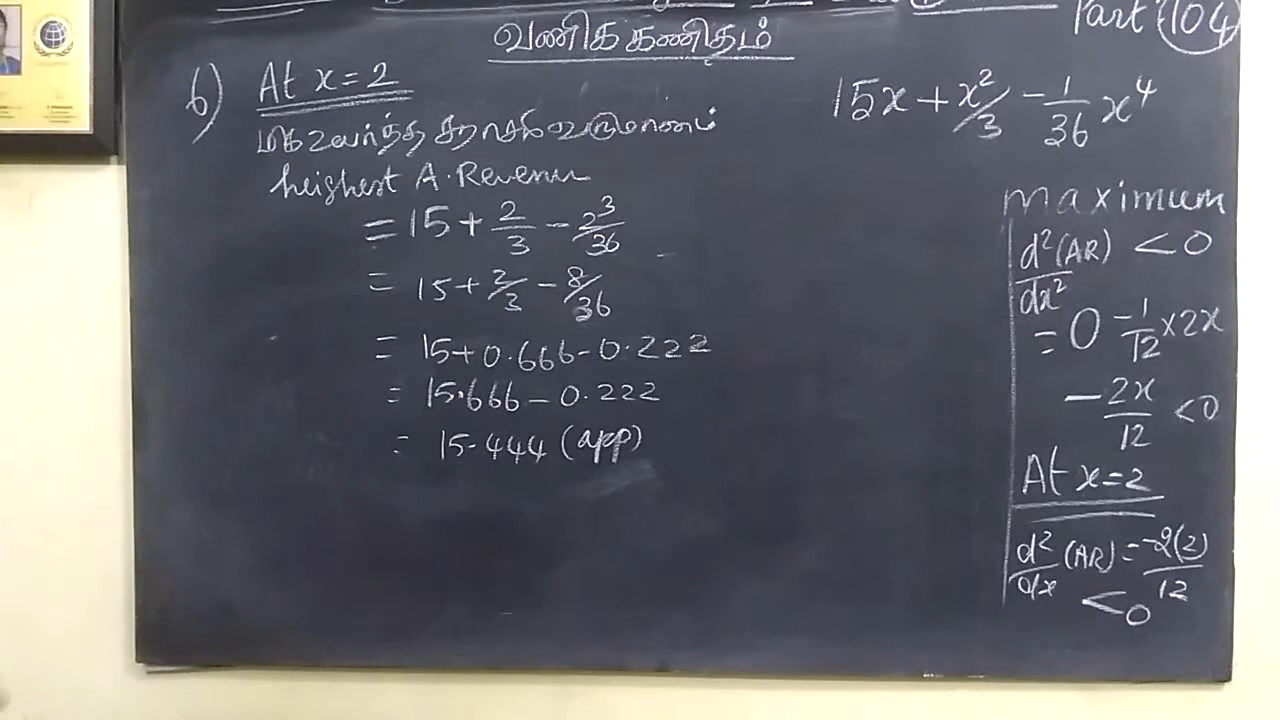 Part 104
வணிக கணிதம்
6) At x = 2
மீஉயர்ந்த சராசரி வருமானம்
heighest A. Revenue
= 15 + 2/3 - 2³/36
= 15 + 2/3 - 8/36
= 15 + 0.666 - 0.222
= 15.666 - 0.222
= 15.444 (app)
15x + x²/3 - 1/36 x⁴
maximum
d²(AR)/dx² < 0
= 0 - 1/12 × 2x
- 2x/12 < 0
At x = 2
d²/dx (AR) = -2(2)/12
< 0